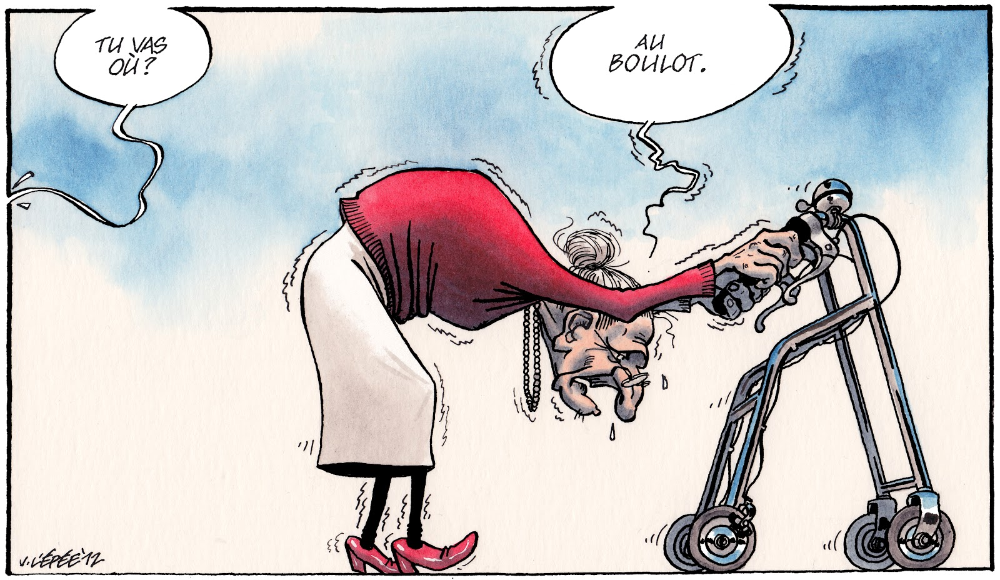 TU VAS
OÙ?
AU
BOULOT.
V. L'ÉPÉE '12